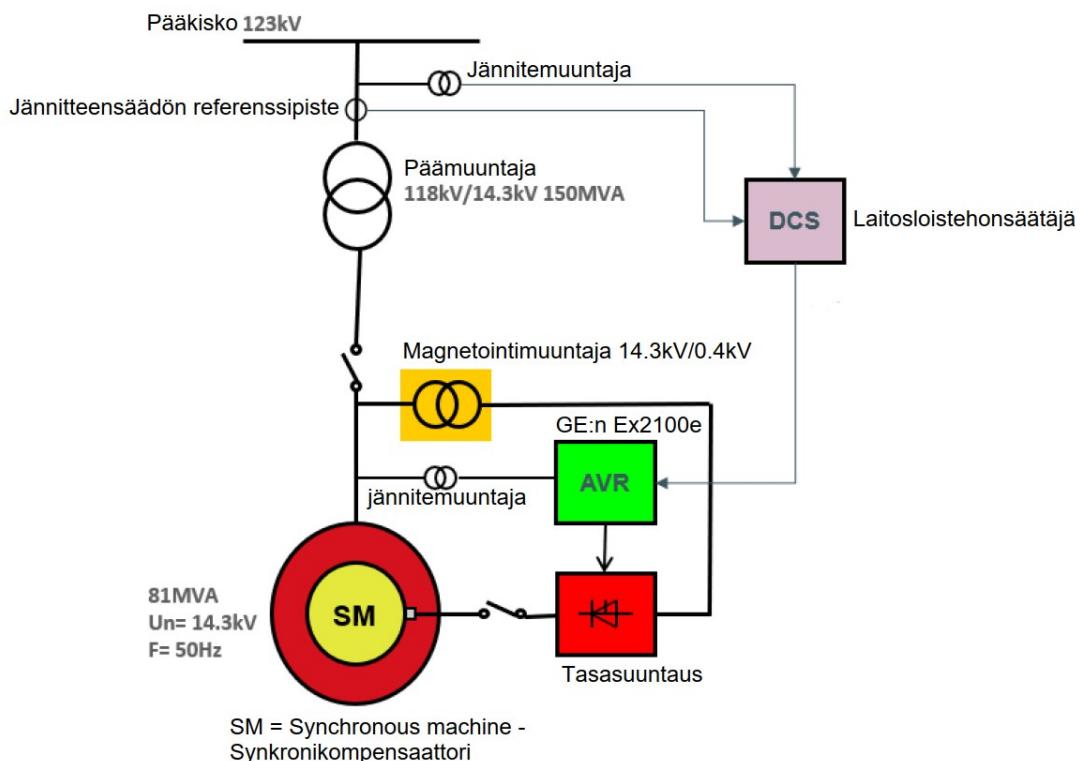 Pääkisko 123kV
Jännitemuuntaja
Jännitteensäädön referenssipiste
Päämuuntaja
118kV/14.3kV 150MVA
DCS
Laitosloistehonsäätäjä
Magnetointimuuntaja 14.3kV/0.4kV
GE:n Ex2100e
AVR
jännitemuuntaja
81MVA
Un= 14.3kV
F= 50Hz
SM
Tasasuuntaus
SM = Synchronous machine -
Synkronikompensaattori